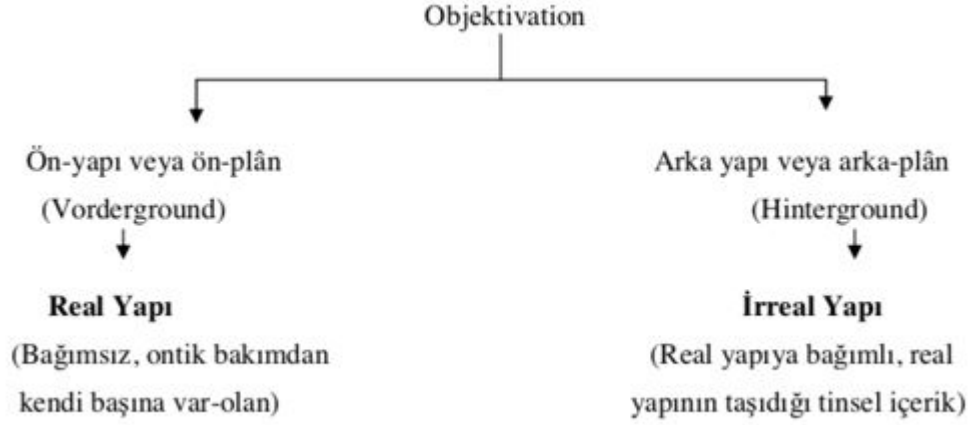 Objektivation
Ön-yapı veya ön-plân
(Vorderground)
Real Yapı
(Bağımsız, ontik bakımdan
kendi başına var-olan)
Arka yapı veya arka-plân
(Hinterground)
İrreal Yapı
(Real yapıya bağımlı, real
yapının taşıdığı tinsel içerik)